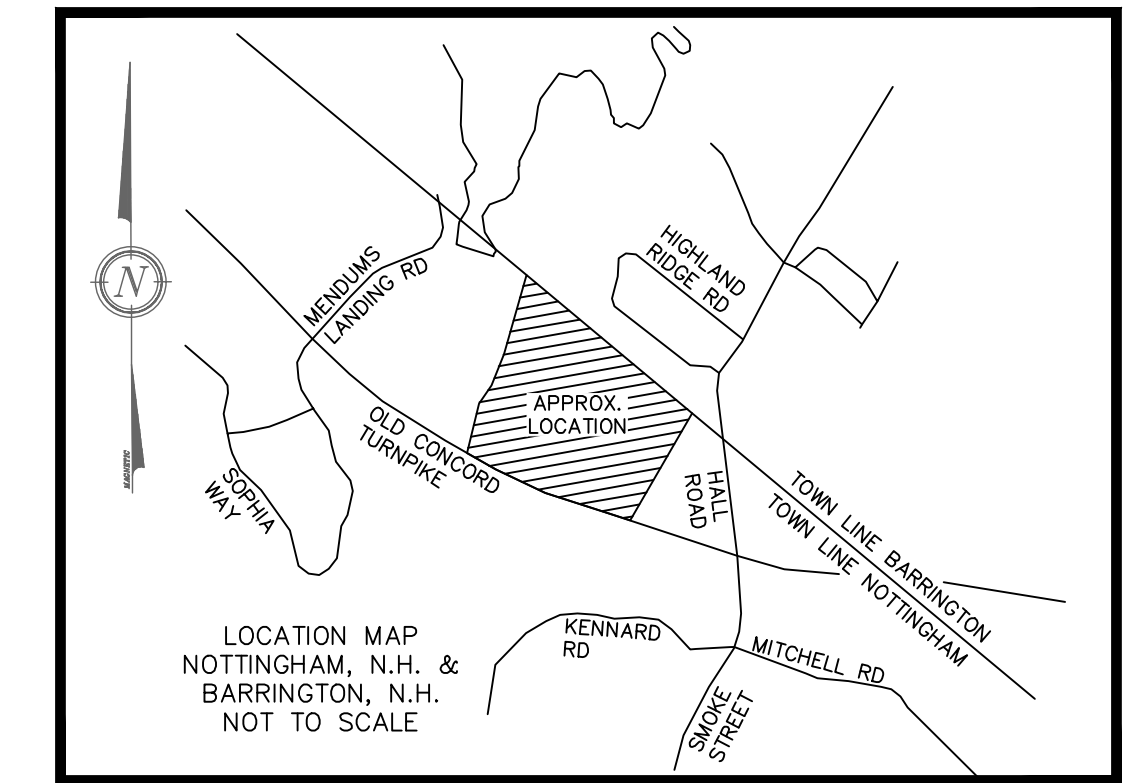 HIGHLAND
RIDGE RD
MENDUMS
LANDING RD
N
MAGNETIC
APPROX.
LOCATION
OLD CONCORD
TURNPIKE
SOPHIA
WAY
HALL
ROAD
TOWN LINE BARRINGTON
TOWN LINE NOTTINGHAM
KENNARD
RD
MITCHELL RD
SMOKE
STREET
LOCATION MAP
NOTTINGHAM, N.H. &
BARRINGTON, N.H.
NOT TO SCALE